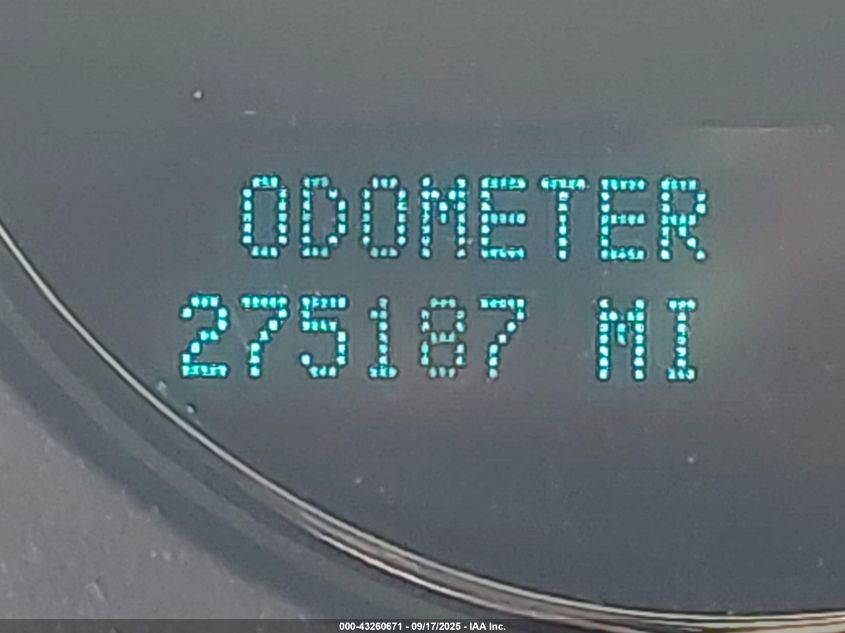 ODOMETER
275187 MI
000-43260671 - 09/17/2025 - IAA Inc.